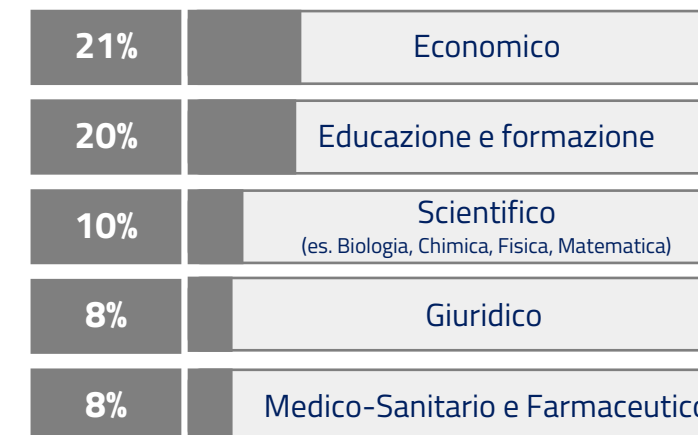 21%
Economico
20%
Educazione e formazione
10%
Scientifico
(es. Biologia, Chimica, Fisica, Matematica)
8%
Giuridico
8%
Medico-Sanitario e Farmaceutico